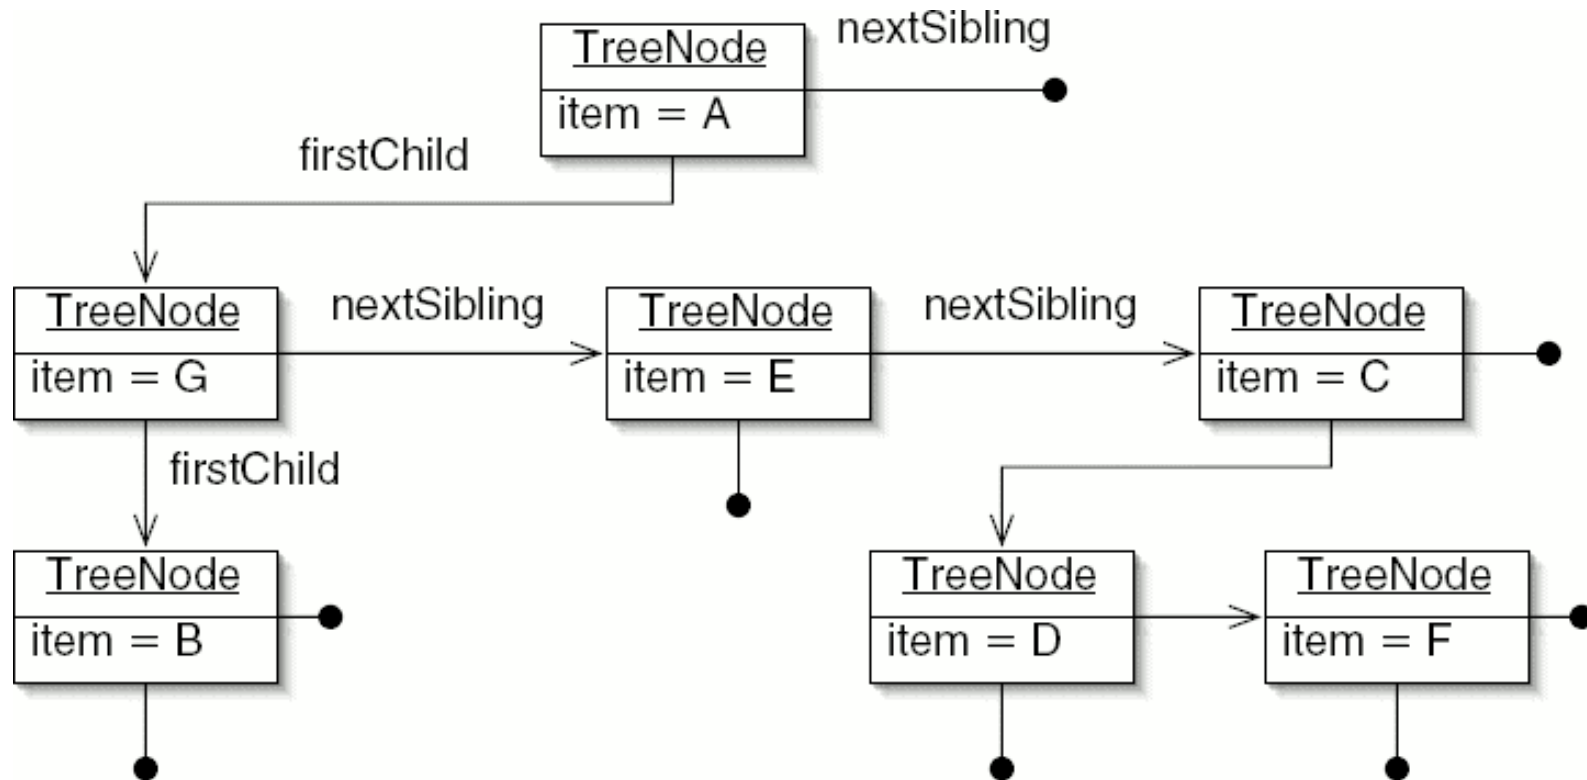 nextSibling
TreeNode
item = A
firstChild
TreeNode
item = G
nextSibling
TreeNode
item = E
nextSibling
TreeNode
item = C
firstChild
TreeNode
item = B
TreeNode
item = D
TreeNode
item = F